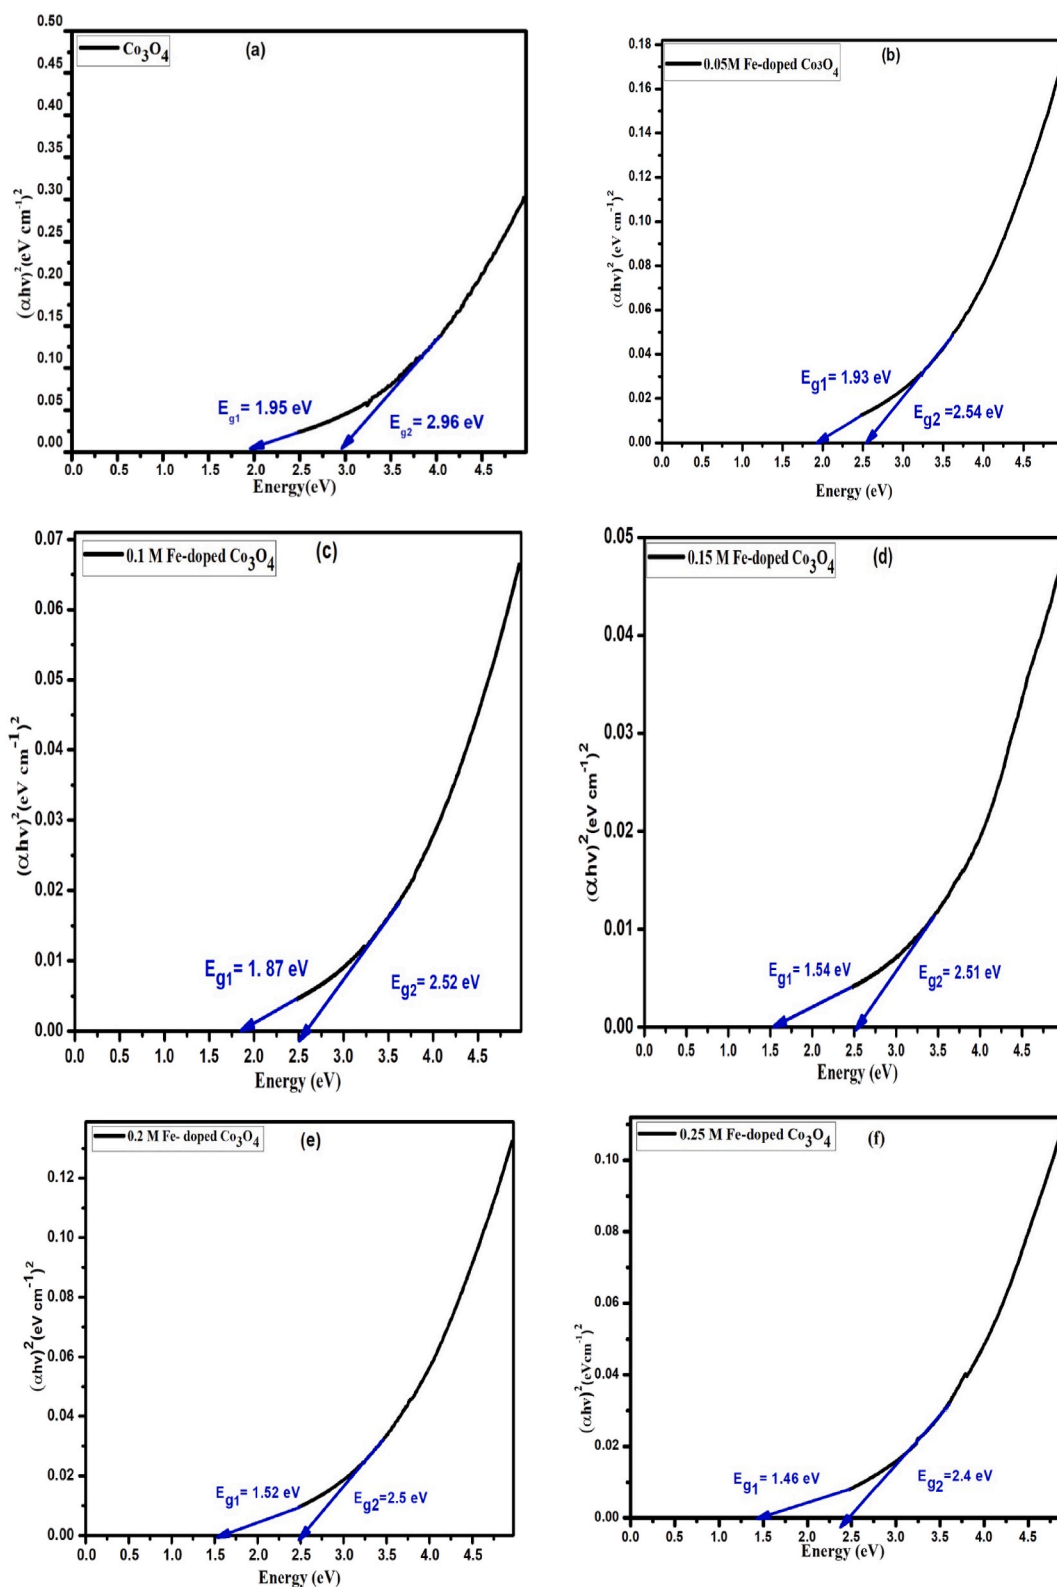 Co3O4
(a)
0.50
0.45
0.40
0.35
0.30
0.25
0.20
0.15
0.10
0.05
0.00
(αhv)2(eV cm-1)2
Eg1= 1.95 eV
Eg2= 2.96 eV
0.0 0.5 1.0 1.5 2.0 2.5 3.0 3.5 4.0 4.5
Energy(eV)
0.05M Fe-doped Co3O4
(b)
0.18
0.16
0.14
0.12
0.10
0.08
0.06
0.04
0.02
0.00
(αhv)2 (eV cm-1)2
Eg1= 1.93 eV
Eg2= 2.54 eV
0.0 0.5 1.0 1.5 2.0 2.5 3.0 3.5 4.0 4.5
Energy (eV)
0.1 M Fe-doped Co3O4
(c)
0.07
0.06
0.05
0.04
0.03
0.02
0.01
0.00
(αhv)2(eV cm-1)2
Eg1= 1. 87 eV
Eg2= 2.52 eV
0.0 0.5 1.0 1.5 2.0 2.5 3.0 3.5 4.0 4.5
Energy (eV)
0.15 M Fe-doped Co3O4
(d)
0.05
0.04
0.03
0.02
0.01
0.00
(αhv)2(eV cm-1)2
Eg1= 1.54 eV
Eg2= 2.51 eV
0.0 0.5 1.0 1.5 2.0 2.5 3.0 3.5 4.0 4.5
Energy (eV)
0.2 M Fe- doped Co3O4
(e)
0.12
0.10
0.08
0.06
0.04
0.02
0.00
(αhv)2(eV cm-1)2
Eg1= 1.52 eV
Eg2=2.5 eV
0.0 0.5 1.0 1.5 2.0 2.5 3.0 3.5 4.0 4.5
Energy (eV)
0.25 M Fe-doped Co3O4
(f)
0.10
0.08
0.06
0.04
0.02
0.00
(αhv)2(eVcm-1)2
Eg1= 1.46 eV
Eg2=2.4 eV
0.0 0.5 1.0 1.5 2.0 2.5 3.0 3.5 4.0 4.5
Energy (eV)